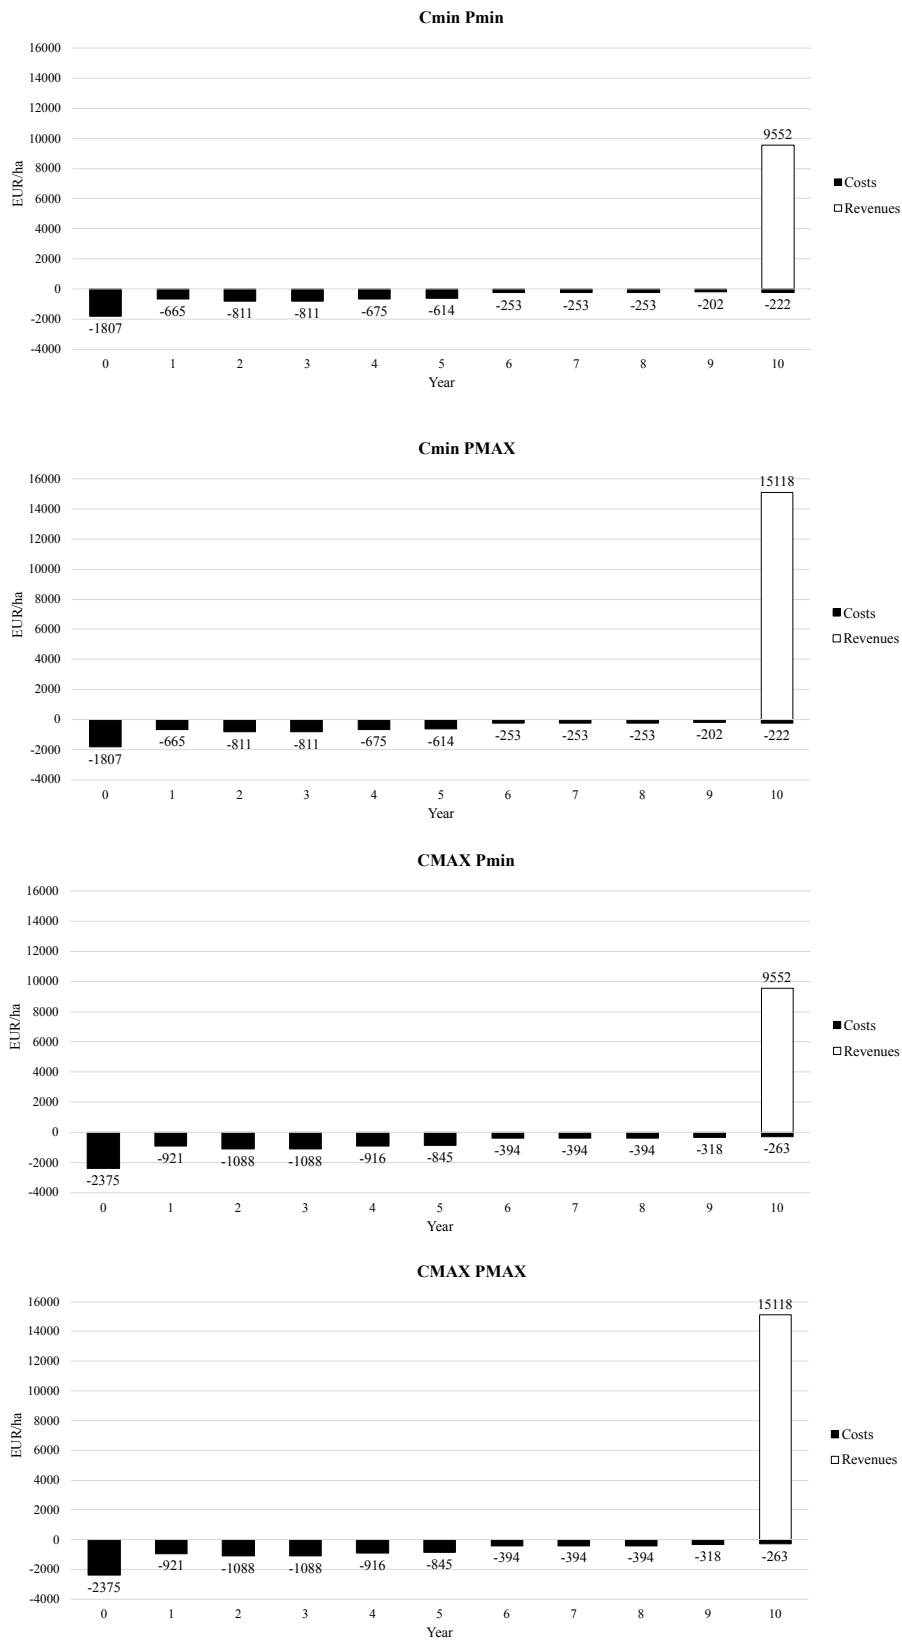 Cmin Pmin
16000
14000
12000
10000
8000
6000
4000
2000
0
-2000
-4000
EUR/ha
9552
-1807 -665 -811 -811 -675 -614 -253 -253 -253 -202 -222
0 1 2 3 4 5 6 7 8 9 10
Year
Costs
Revenues
Cmin PMAX
16000
14000
12000
10000
8000
6000
4000
2000
0
-2000
-4000
EUR/ha
15118
-1807 -665 -811 -811 -675 -614 -253 -253 -253 -202 -222
0 1 2 3 4 5 6 7 8 9 10
Year
Costs
Revenues
CMAX Pmin
16000
14000
12000
10000
8000
6000
4000
2000
0
-2000
-4000
EUR/ha
9552
-2375 -921 -1088 -1088 -916 -845 -394 -394 -394 -318 -263
0 1 2 3 4 5 6 7 8 9 10
Year
Costs
Revenues
CMAX PMAX
16000
14000
12000
10000
8000
6000
4000
2000
0
-2000
-4000
EUR/ha
15118
-2375 -921 -1088 -1088 -916 -845 -394 -394 -394 -318 -263
0 1 2 3 4 5 6 7 8 9 10
Year
Costs
Revenues